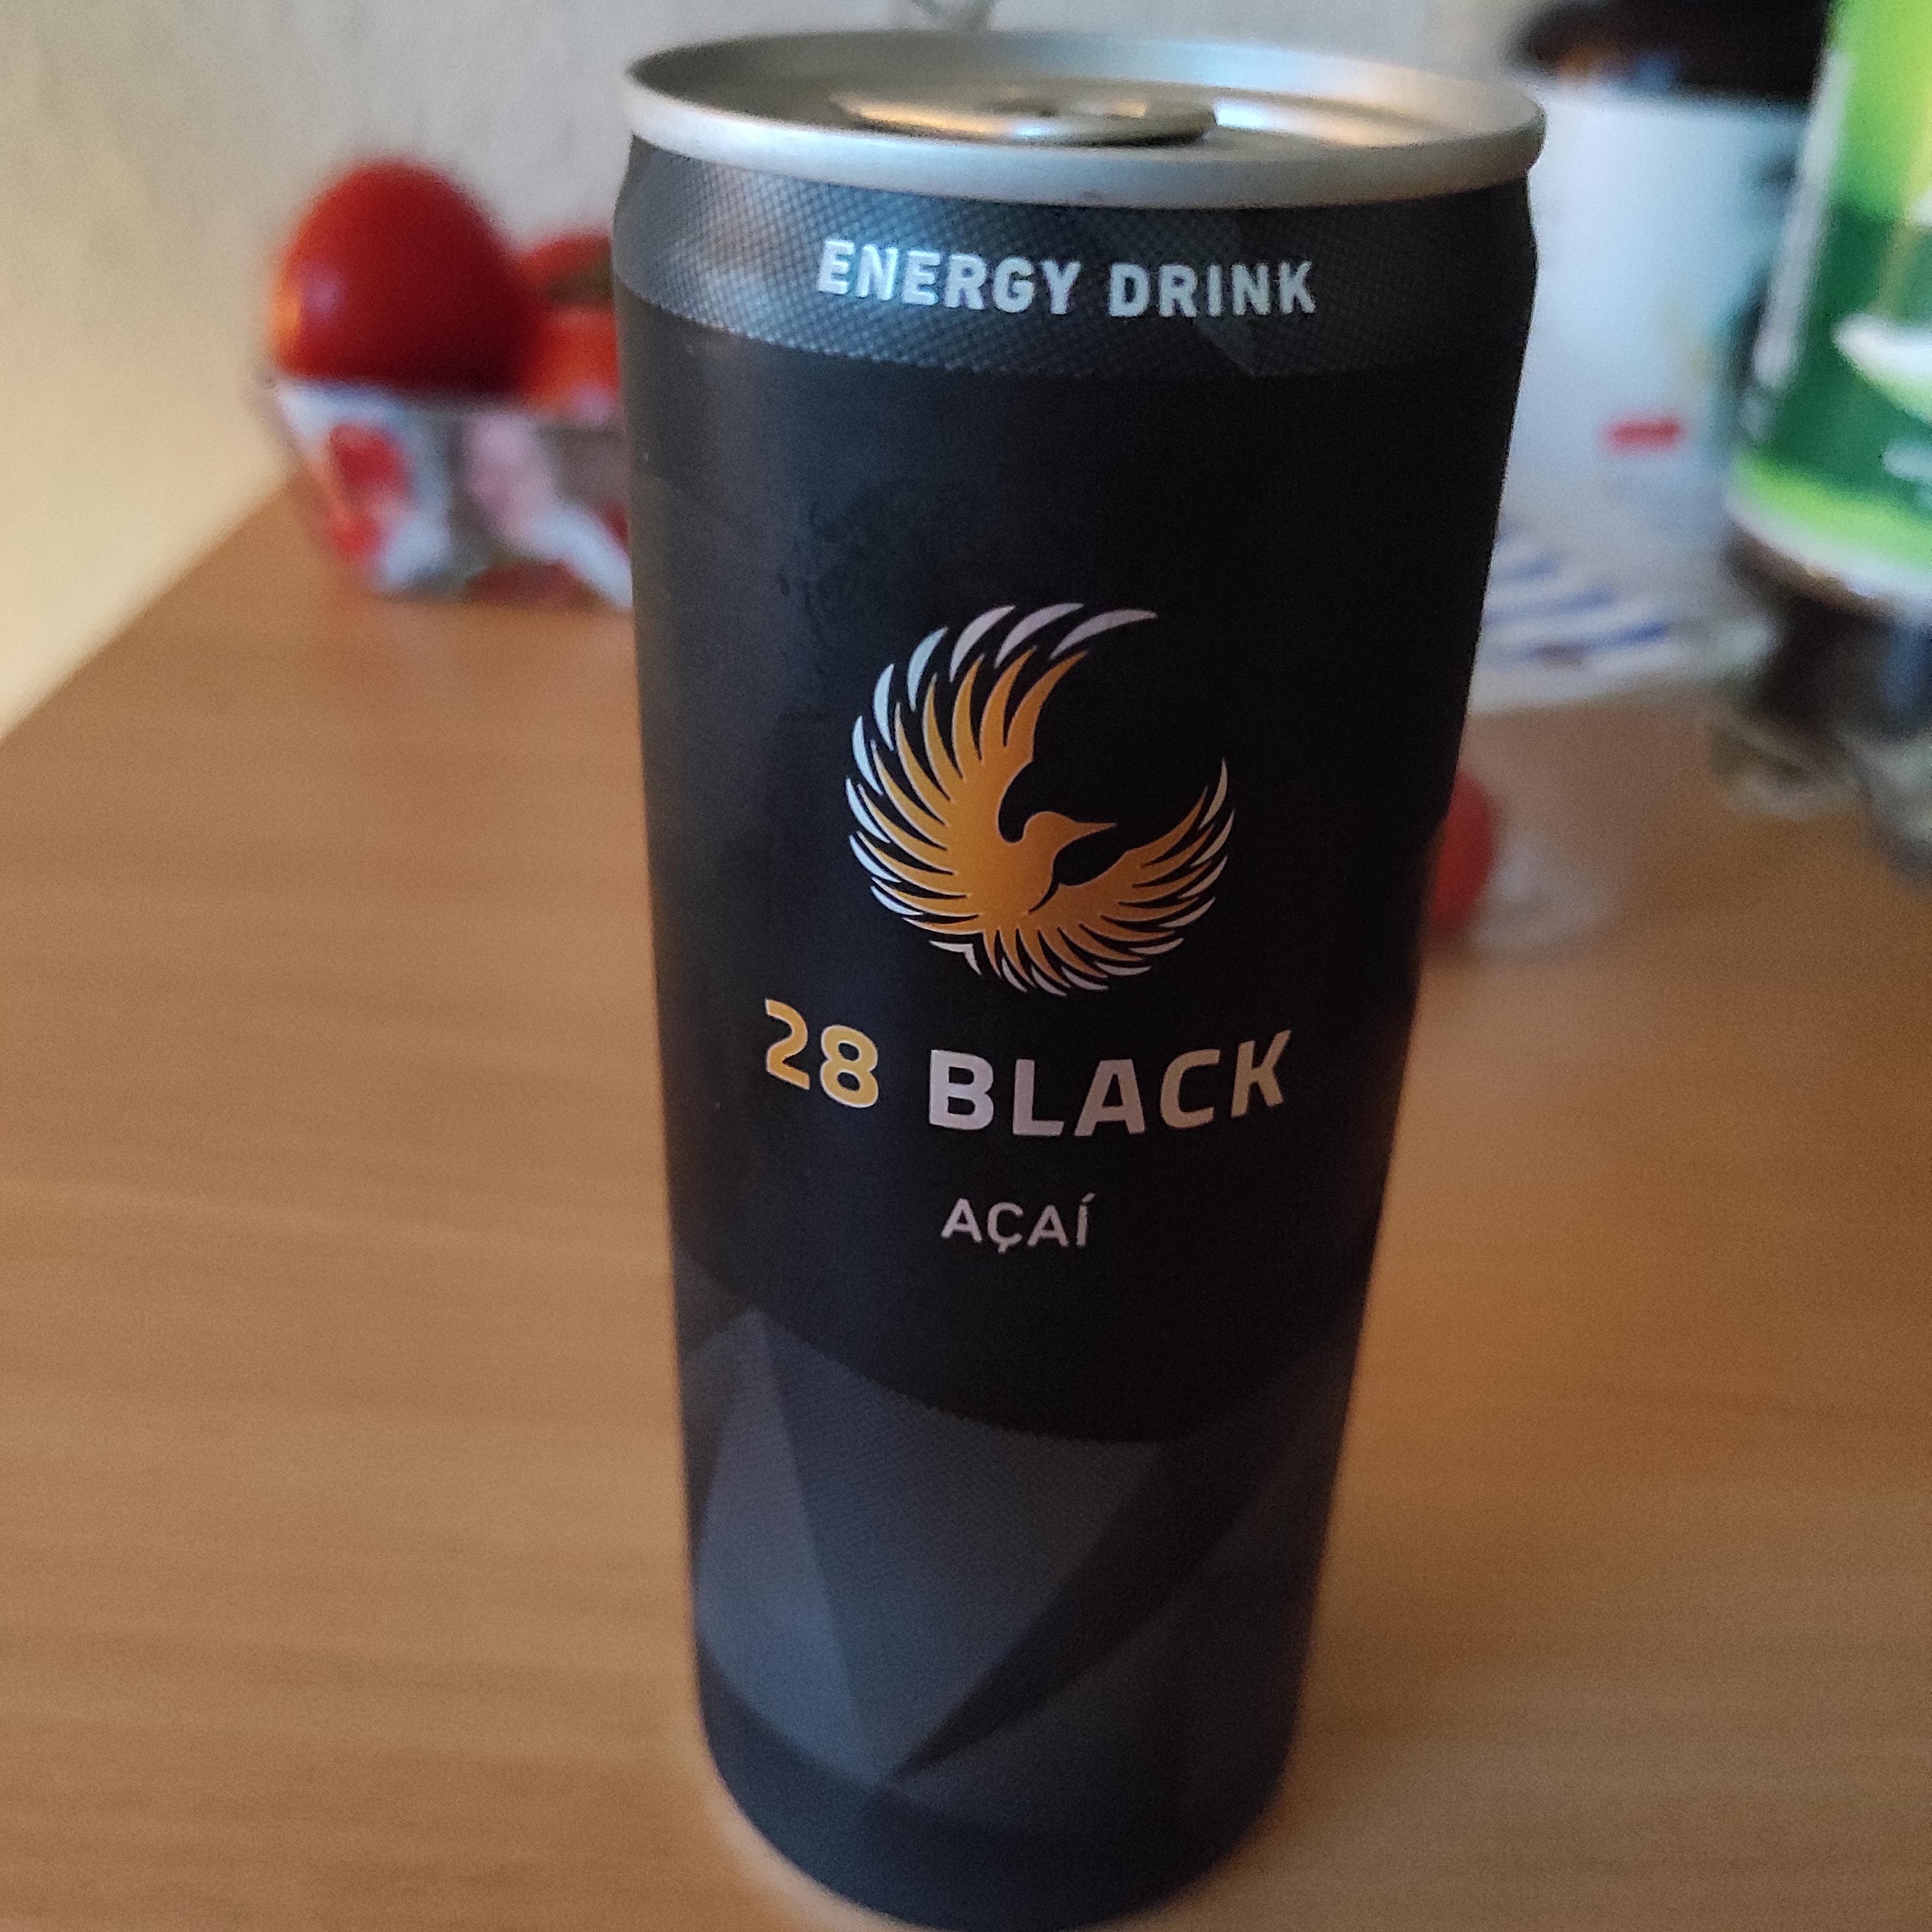 ENERGY DRINK
28 BLACK
AÇAÍ